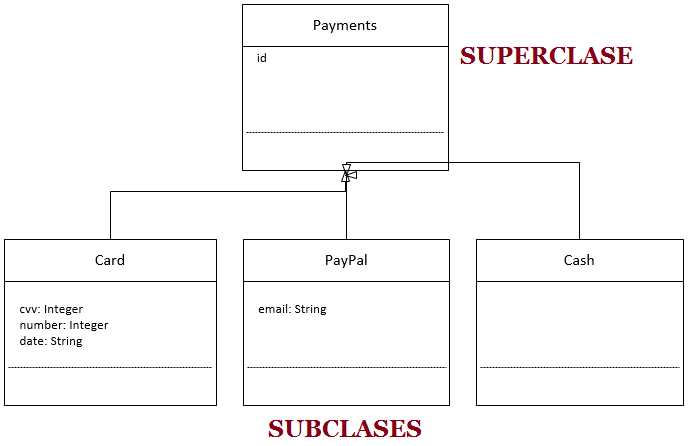 Payments
id
SUPERCLASE
Card
cvv: Integer
number: Integer
date: String
PayPal
email: String
Cash
SUBCLASES